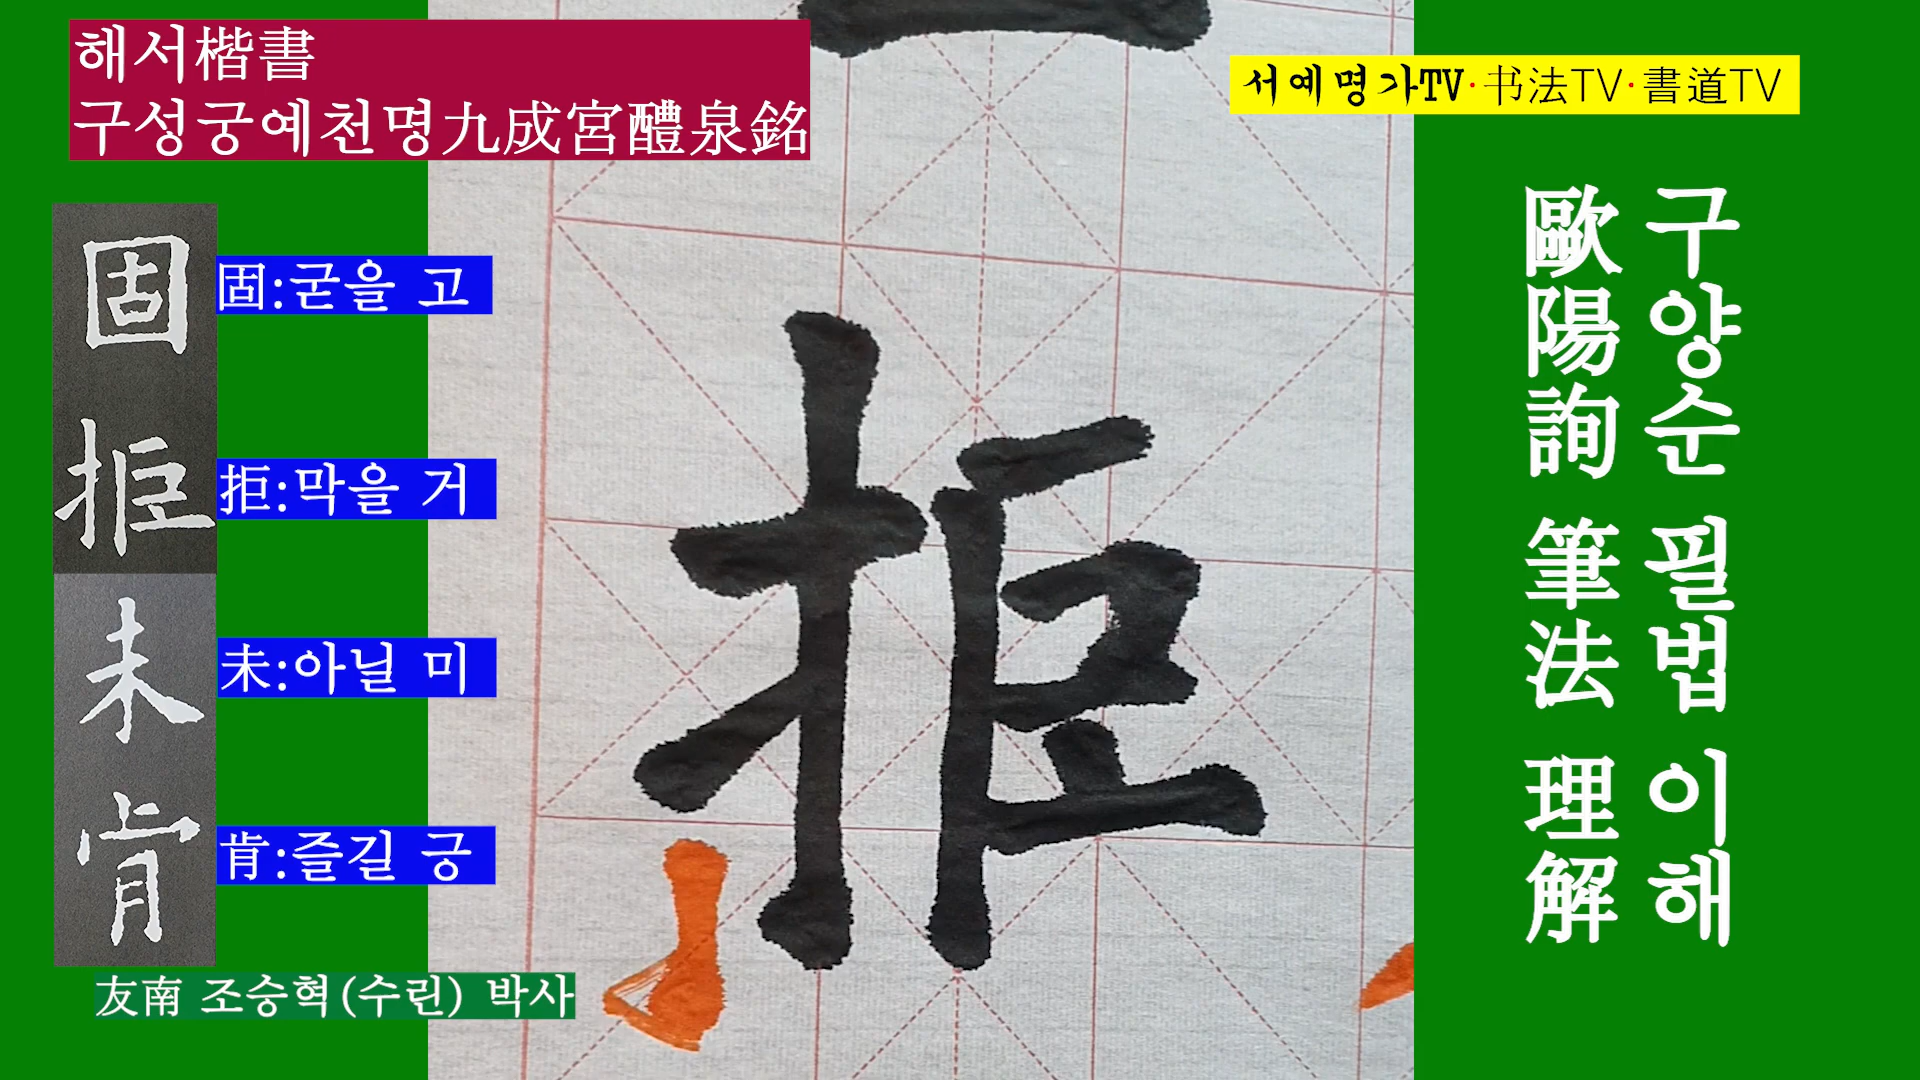 해서楷書
구성궁예천명九成宮醴泉銘
서예명가TV·书法TV·書道TV
固
固:굳을 고
拒
拒:막을 거
未
未:아닐 미
肯
肯:즐길 긍
友南 조승혁(수린) 박사
拒
구양순 필법 이해
歐陽詢 筆法 理解